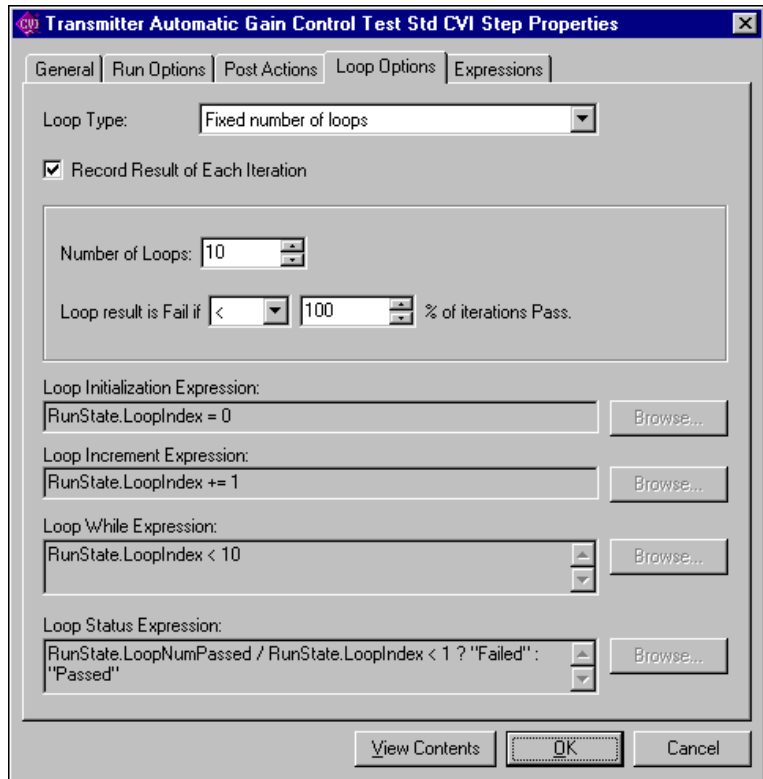 CVI Transmitter Automatic Gain Control Test Std CVI Step Properties
General Run Options Post Actions Loop Options Expressions
Loop Type: Fixed number of loops
Record Result of Each Iteration
Number of Loops: 10
Loop result is Fail if < 100 % of iterations Pass.
Loop Initialization Expression:
RunState.LoopIndex = 0 Browse...
Loop Increment Expression:
RunState.LoopIndex += 1 Browse...
Loop While Expression:
RunState.LoopIndex < 10 Browse...
Loop Status Expression:
RunState.LoopNumPassed / RunState.LoopIndex < 1 ? "Failed" : Browse...
"Passed"
View Contents OK Cancel